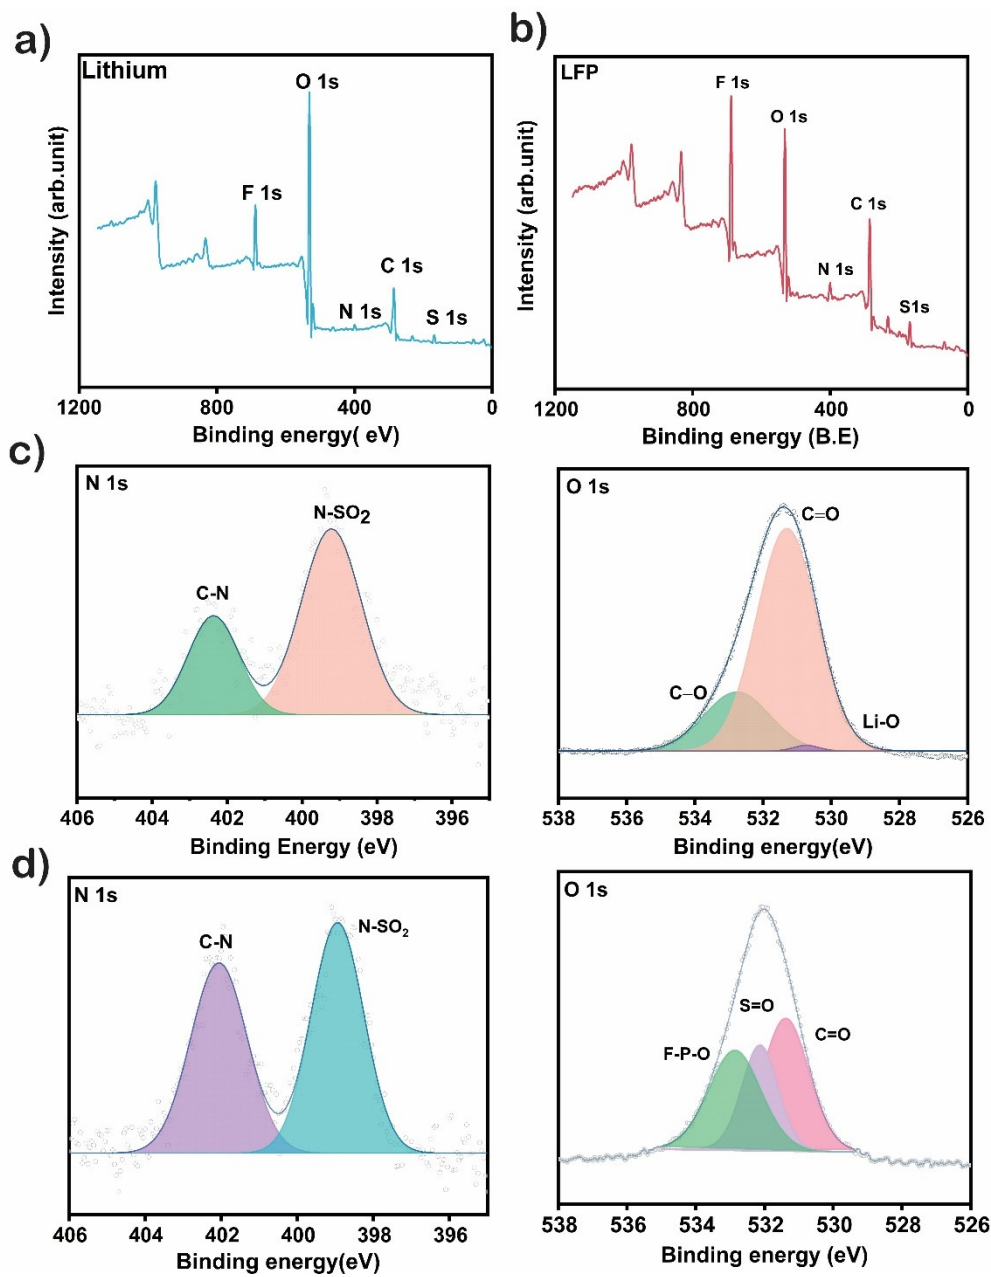 a)
Lithium
O 1s
F 1s
C 1s
N 1s
S 1s
Intensity (arb.unit)
1200 800 400 0
Binding energy( eV)
b)
LFP
F 1s
O 1s
C 1s
N 1s
S1s
Intensity (arb.unit)
1200 800 400 0
Binding energy (B.E)
c)
N 1s
N-SO2
C-N
406 404 402 400 398 396
Binding Energy (eV)
O 1s
C=O
C-O
Li-O
538 536 534 532 530 528 526
Binding energy(eV)
d)
N 1s
C-N
N-SO2
406 404 402 400 398 396
Binding energy(eV)
O 1s
S=O
C=O
F-P-O
538 536 534 532 530 528 526
Binding energy (eV)